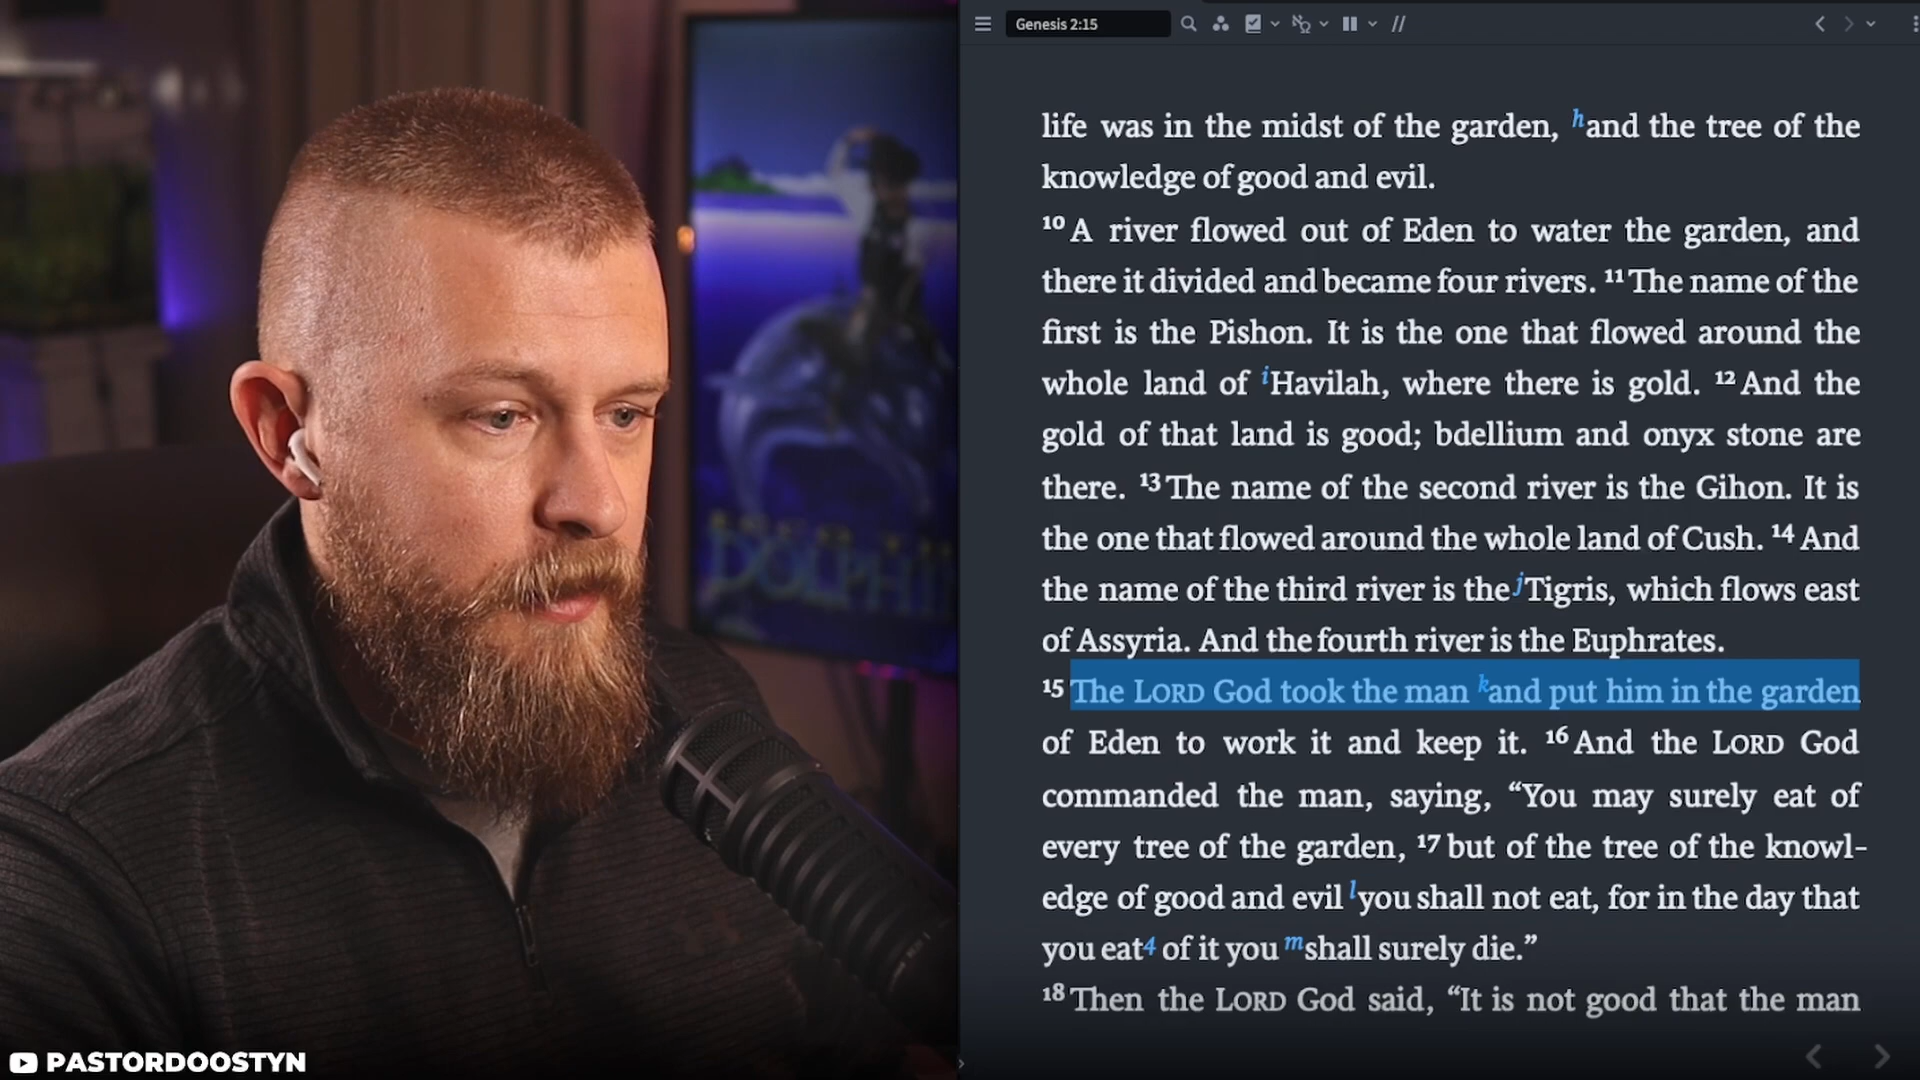 Genesis 2:15
life was in the midst of the garden, h and the tree of the
knowledge of good and evil.
10 A river flowed out of Eden to water the garden, and
there it divided and became four rivers. 11 The name of the
first is the Pishon. It is the one that flowed around the
whole land of i Havilah, where there is gold. 12 And the
gold of that land is good; bdellium and onyx stone are
there. 13 The name of the second river is the Gihon. It is
the one that flowed around the whole land of Cush. 14 And
the name of the third river is the j Tigris, which flows east
of Assyria. And the fourth river is the Euphrates.
15 The LORD God took the man k and put him in the garden
of Eden to work it and keep it. 16 And the LORD God
commanded the man, saying, “You may surely eat of
every tree of the garden, 17 but of the tree of the knowl-
edge of good and evil l you shall not eat, for in the day that
you eat4 of it you m shall surely die.”
18 Then the LORD God said, “It is not good that the man
DOLPHIN
PASTORDOOSTYN